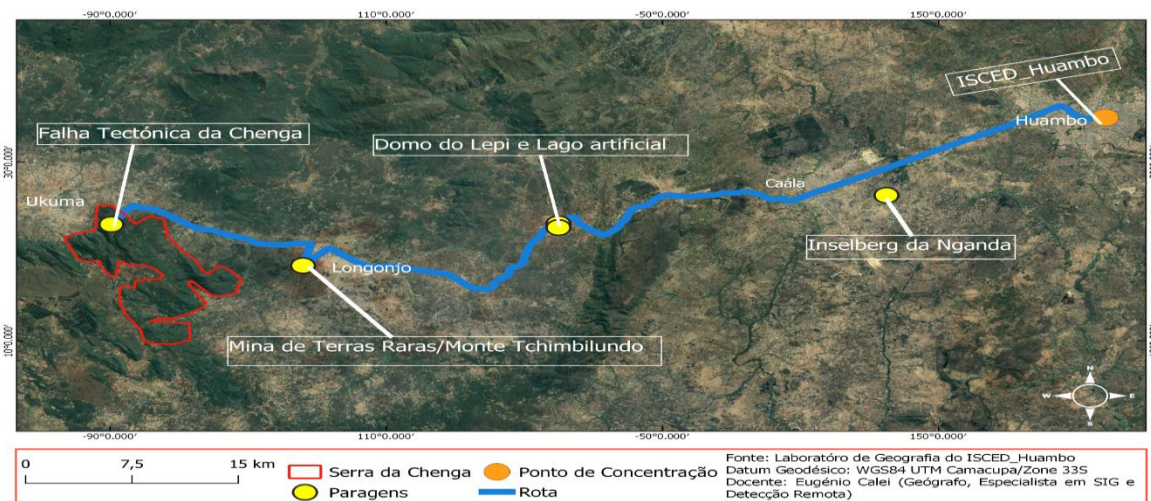 -90°0.000' 110°0.000' -50°0.000' 150°0.000'
ISCED_Huambo
Huambo
Falha Tectónica da Chenga
Domo do Lepi e Lago artificial
30°0.000'
Ukuma
Caála
Inselberg da Nganda
Longonjo
Mina de Terras Raras/Monte Tchimbilundo
10°0.000'
N
W E
S
-90°0.000' 110°0.000' -50°0.000' 150°0.000'
0 7,5 15 km
Serra da Chenga
Ponto de Concentração
Paragens
Rota
Fonte: Laboratóro de Geografia do ISCED_Huambo
Datum Geodésico: WGS84 UTM Camacupa/Zone 33S
Docente: Eugénio Calei (Geógrafo, Especialista em SIG e
Detecção Remota)